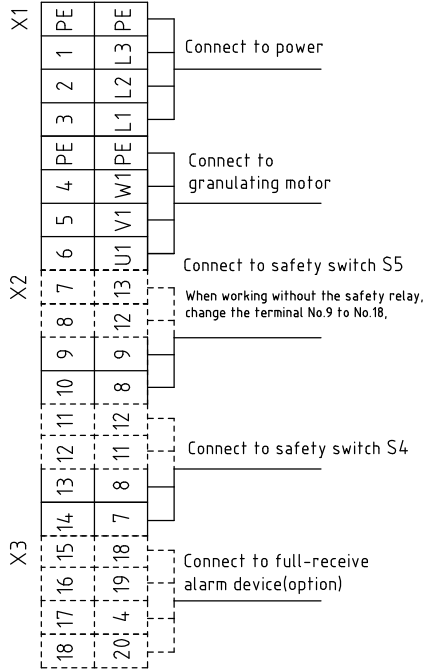 X1
PE PE
1 L3
Connect to power
2 L2
3 L1
PE PE
Connect to
4 W1
granulating motor
5 V1
6 U1
Connect to safety switch S5
X2
7 13
When working without the safety relay,
8 12
change the terminal No.9 to No.18,
9 9
10 8
11 12
12 11
Connect to safety switch S4
13 8
14 7
X3
15 18
Connect to full-receive
16 19
alarm device(option)
17 4
18 20